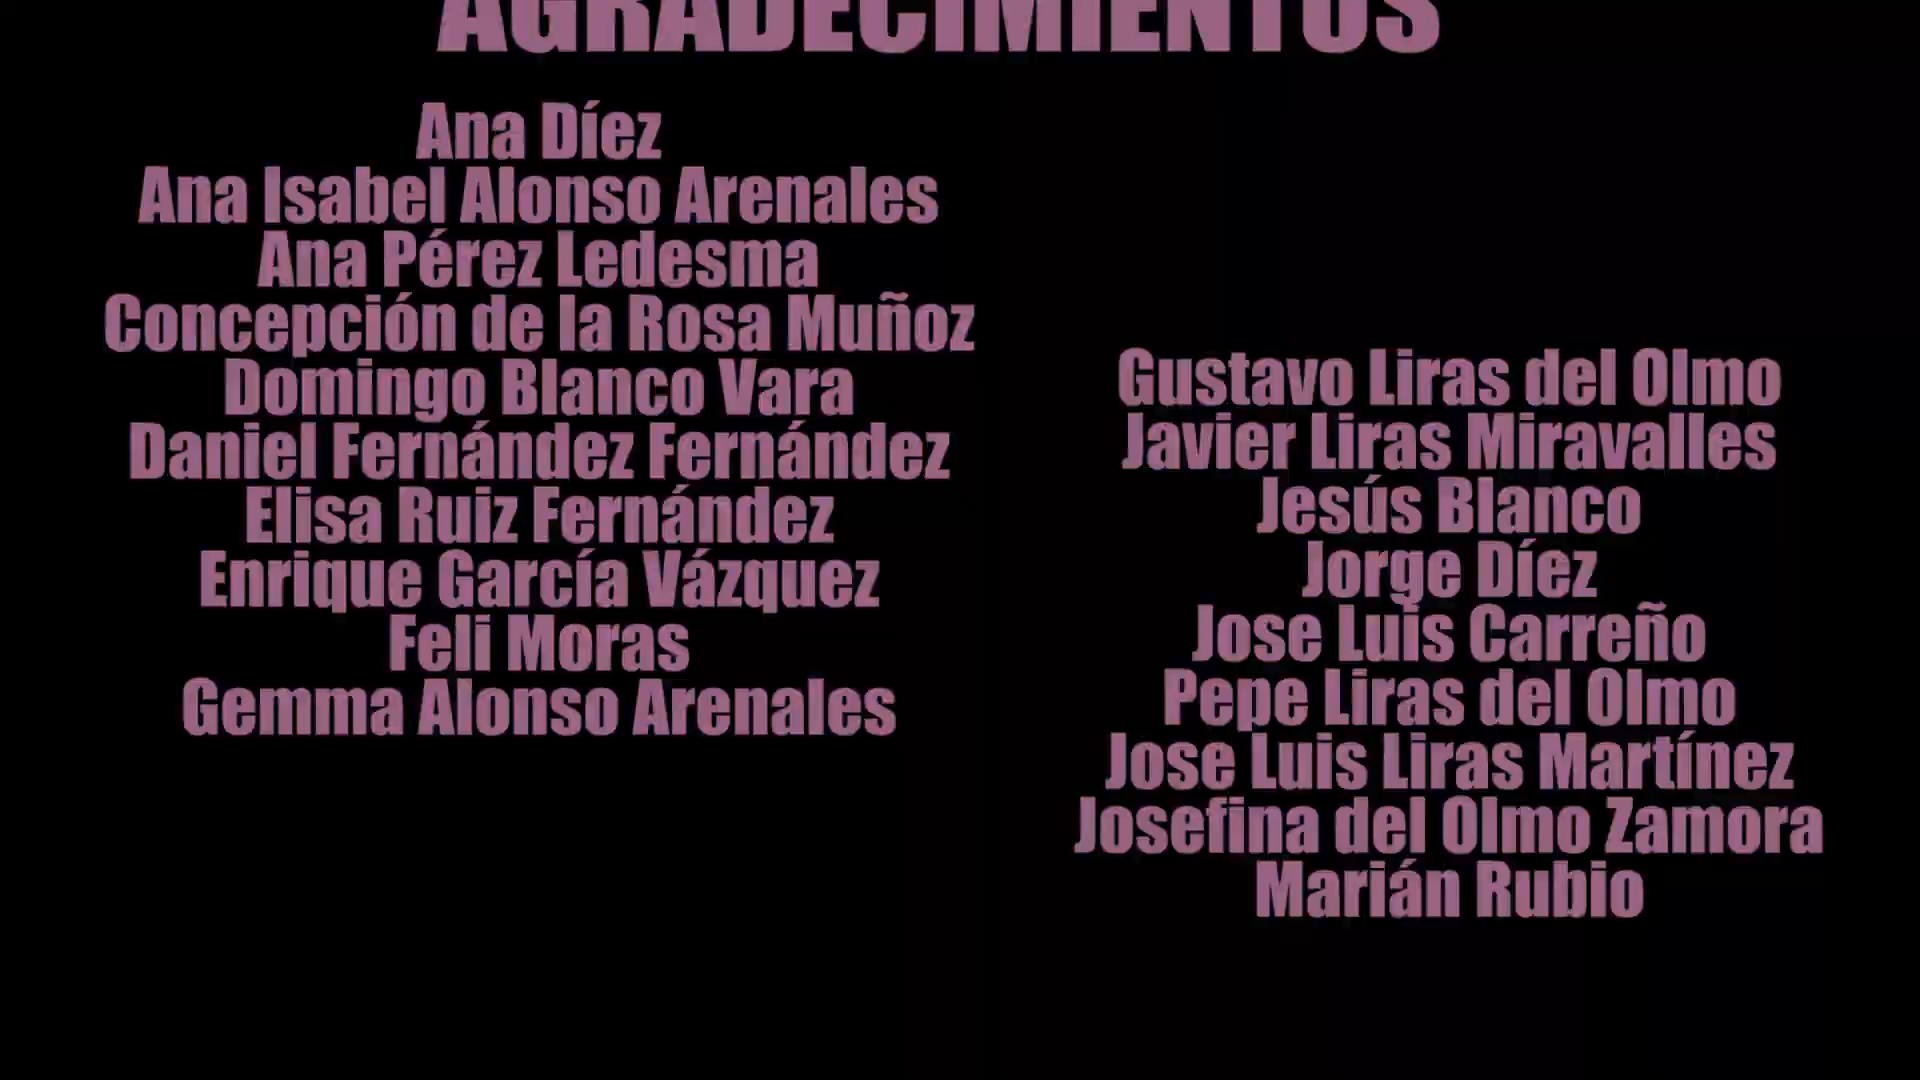 AGRADECIMIENTOS
Ana Díez
Ana Isabel Alonso Arenales
Ana Pérez Ledesma
Concepción de la Rosa Muñoz
Domingo Blanco Vara
Daniel Fernández Fernández
Elisa Ruiz Fernández
Enrique García Vázquez
Feli Moras
Gemma Alonso Arenales
Gustavo Liras del Olmo
Javier Liras Miravalles
Jesús Blanco
Jorge Díez
Jose Luis Carreño
Pepe Liras del Olmo
Jose Luis Liras Martínez
Josefina del Olmo Zamora
Marián Rubio